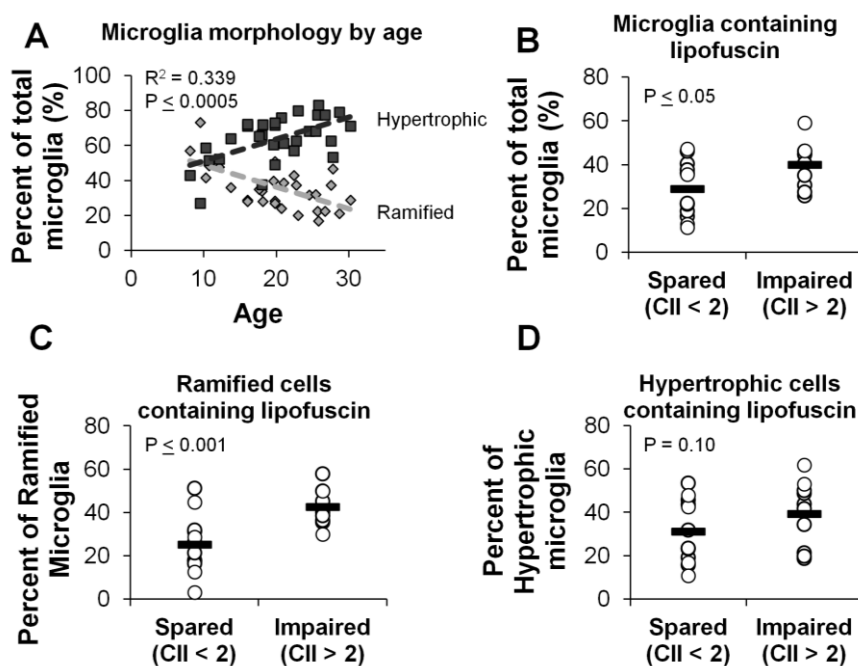 A
Microglia morphology by age
Percent of total
microglia (%)
100
80
60
40
20
0
R² = 0.339
P ≤ 0.0005
Hypertrophic
Ramified
0 10 20 30
Age
B
Microglia containing
lipofuscin
Percent of total
microglia (%)
80
60
40
20
0
P ≤ 0.05
Spared Impaired
(CII < 2) (CII > 2)
C
Ramified cells
containing lipofuscin
Percent of Ramified
Microglia
80
60
40
20
0
P ≤ 0.001
Spared Impaired
(CII < 2) (CII > 2)
D
Hypertrophic cells
containing lipofuscin
Percent of
Hypertrophic
microglia
80
60
40
20
0
P = 0.10
Spared Impaired
(CII < 2) (CII > 2)